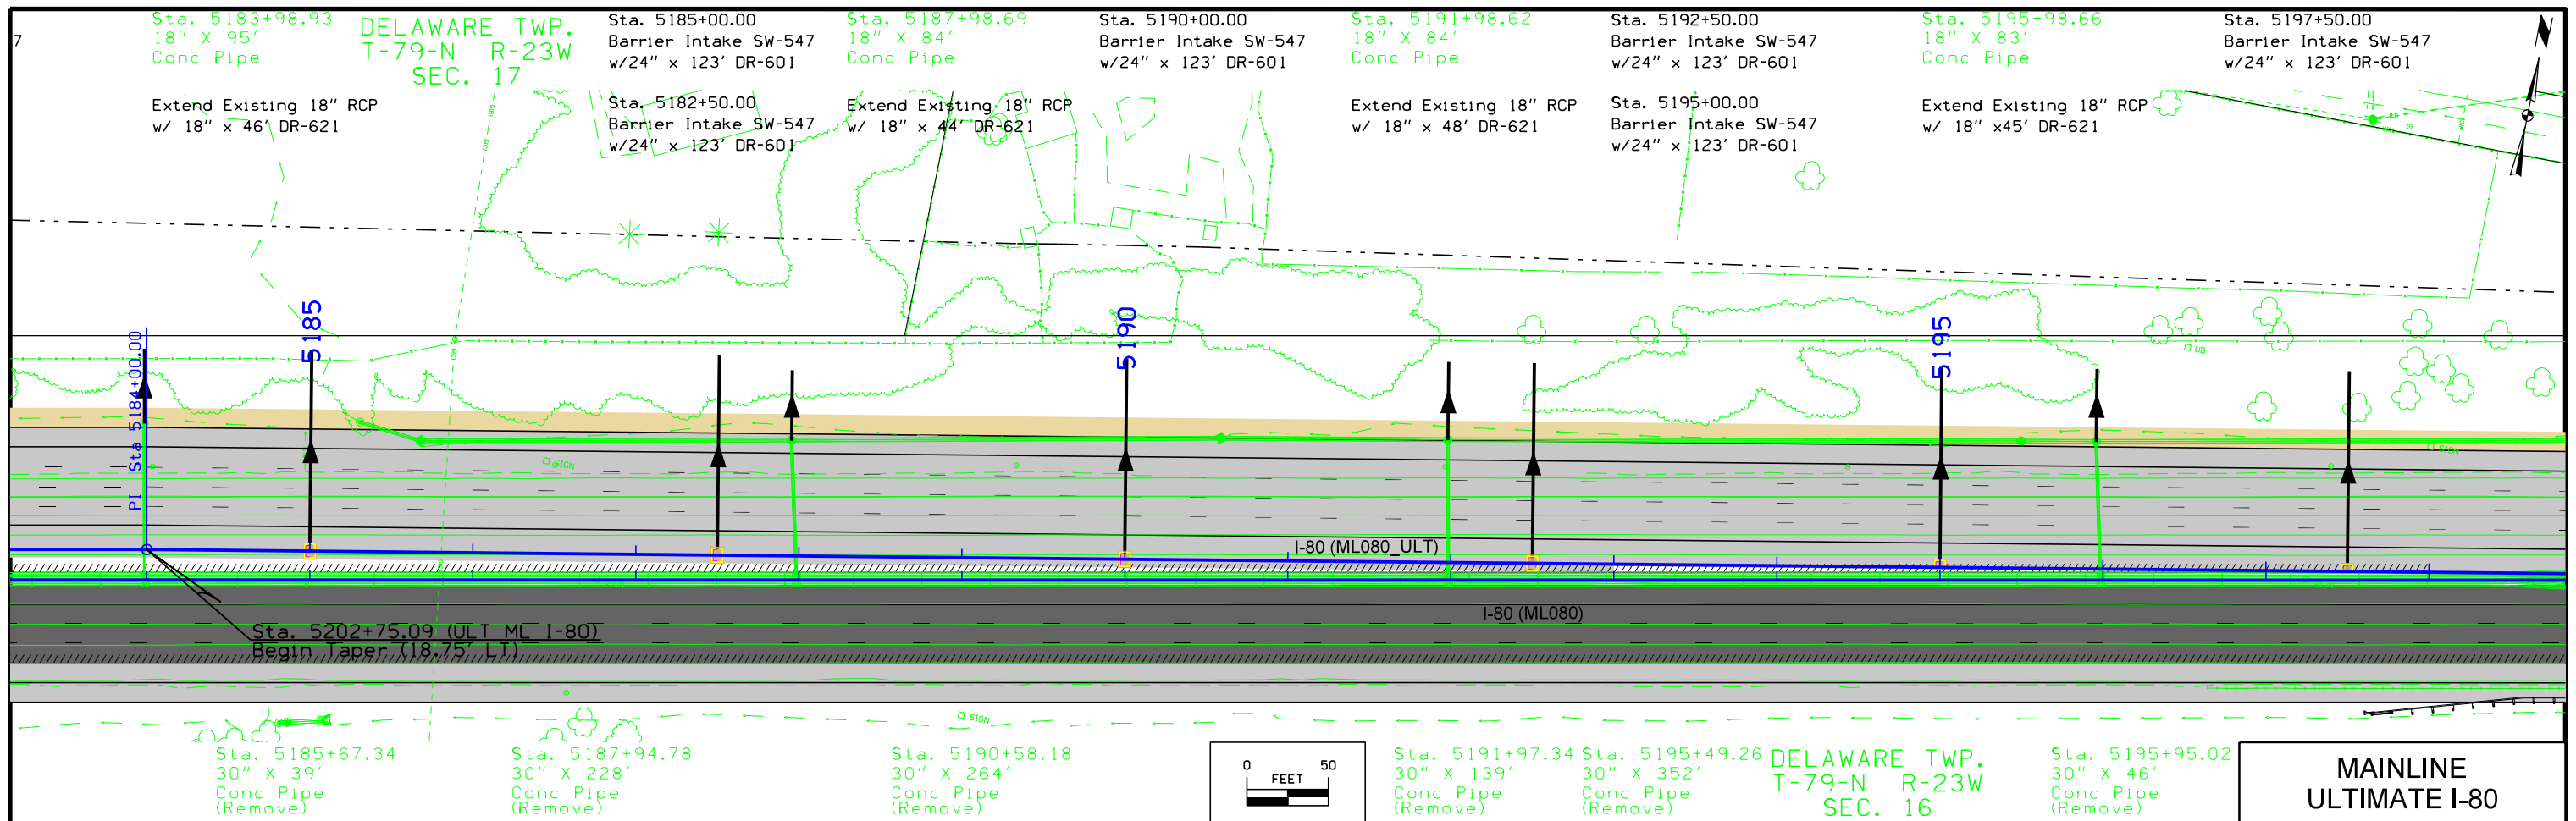 7
Sta. 5183+98.93
18" X 95'
Conc Pipe
DELAWARE TWP.
T-79-N R-23W
SEC. 17
Sta. 5185+00.00
Barrier Intake SW-547
w/24" x 123' DR-601
Sta. 5187+98.69
18" X 84'
Conc Pipe
Sta. 5190+00.00
Barrier Intake SW-547
w/24" x 123' DR-601
Sta. 5191+98.62
18" X 84'
Conc Pipe
Sta. 5192+50.00
Barrier Intake SW-547
w/24" x 123' DR-601
Sta. 5195+98.66
18" X 83'
Conc Pipe
Sta. 5197+50.00
Barrier Intake SW-547
w/24" x 123' DR-601
N
Extend Existing 18" RCP
w/ 18" x 46' DR-621
Sta. 5182+50.00
Barrier Intake SW-547
w/24" x 123' DR-601
Extend Existing 18" RCP
w/ 18" x 44' DR-621
Extend Existing 18" RCP
w/ 18" x 48' DR-621
Sta. 5195+00.00
Barrier Intake SW-547
w/24" x 123' DR-601
Extend Existing 18" RCP
w/ 18" x45' DR-621
5185
5190
5195
PI Sta 5184+00.00
UB
SIGN
SIGN
I-80 (ML080_ULT)
I-80 (ML080)
Sta. 5202+75.09 (ULT ML I-80)
Begin Taper (18.75' LT)
SIGN
Sta. 5185+67.34
30" X 39'
Conc Pipe
(Remove)
Sta. 5187+94.78
30" X 228'
Conc Pipe
(Remove)
Sta. 5190+58.18
30" X 264'
Conc Pipe
(Remove)
0 50
FEET
Sta. 5191+97.34
30" X 139'
Conc Pipe
(Remove)
Sta. 5195+49.26
30" X 352'
Conc Pipe
(Remove)
DELAWARE TWP.
T-79-N R-23W
SEC. 16
Sta. 5195+95.02
30" X 46'
Conc Pipe
(Remove)
MAINLINE
ULTIMATE I-80